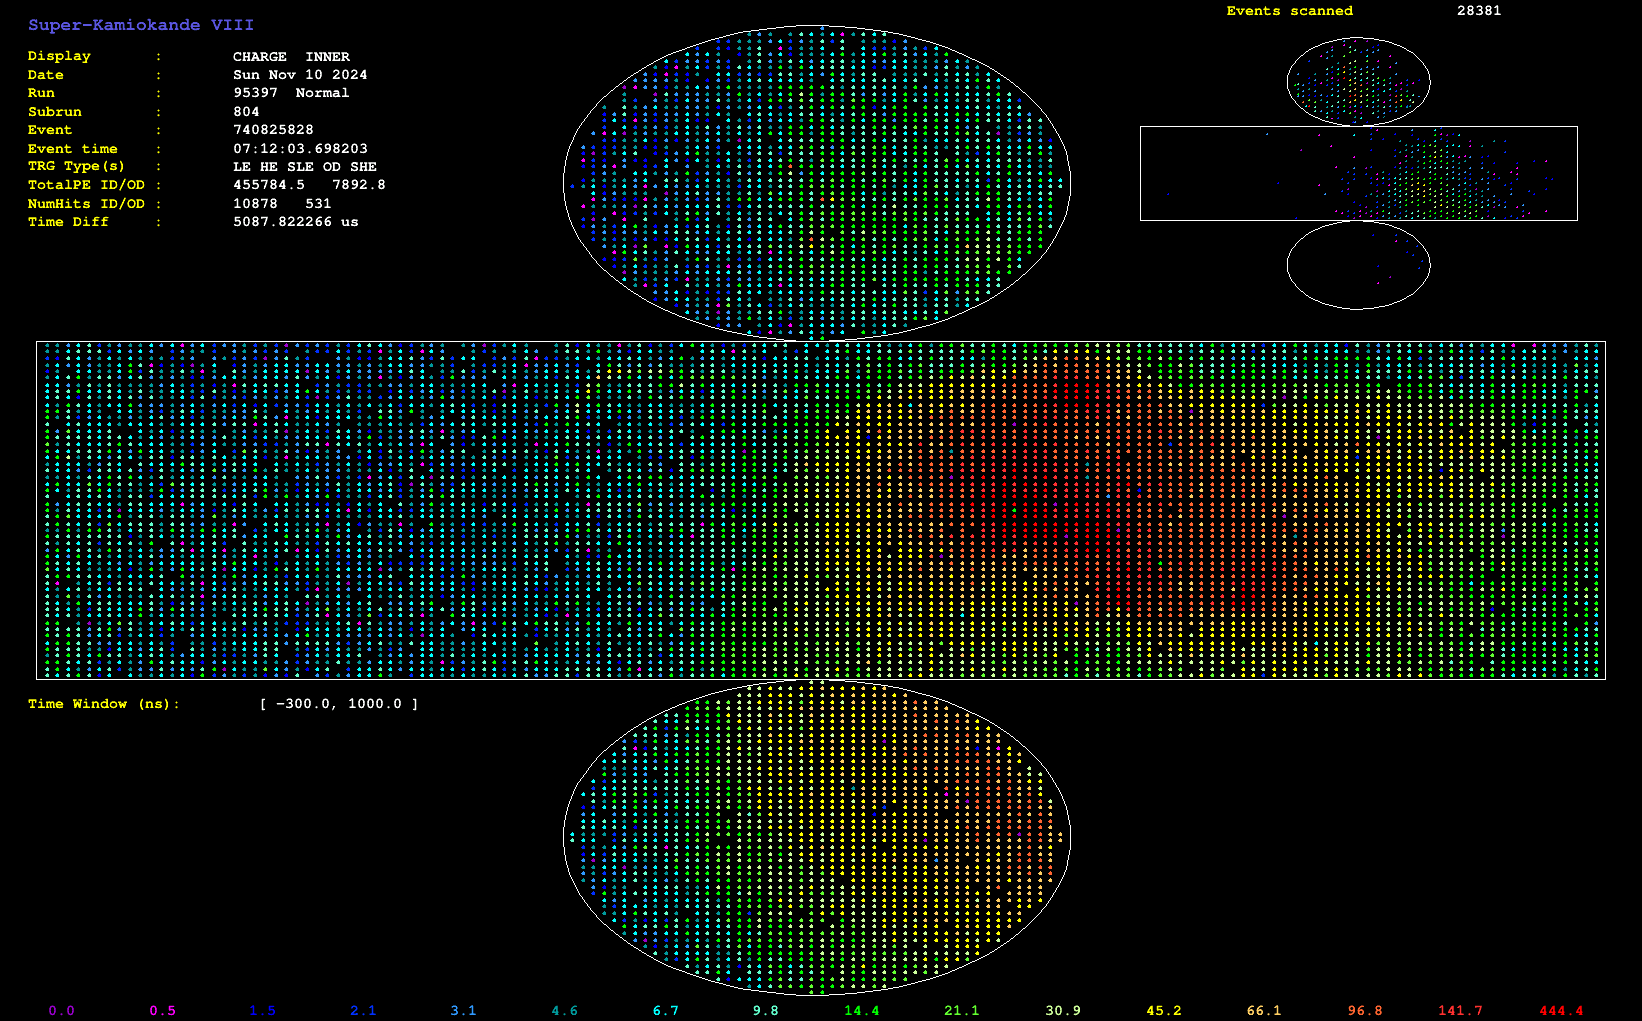 Super-Kamiokande VIII
Display : CHARGE INNER
Date : Sun Nov 10 2024
Run : 95397 Normal
Subrun : 804
Event : 740825828
Event time : 07:12:03.698203
TRG Type(s) : LE HE SLE OD SHE
TotalPE ID/OD : 455784.5 7892.8
NumHits ID/OD : 10878 531
Time Diff : 5087.822266 us
Events scanned 28381
Time Window (ns): [ -300.0, 1000.0 ]
0.0 0.5 1.5 2.1 3.1 4.6 6.7 9.8 14.4 21.1 30.9 45.2 66.1 96.8 141.7 444.4